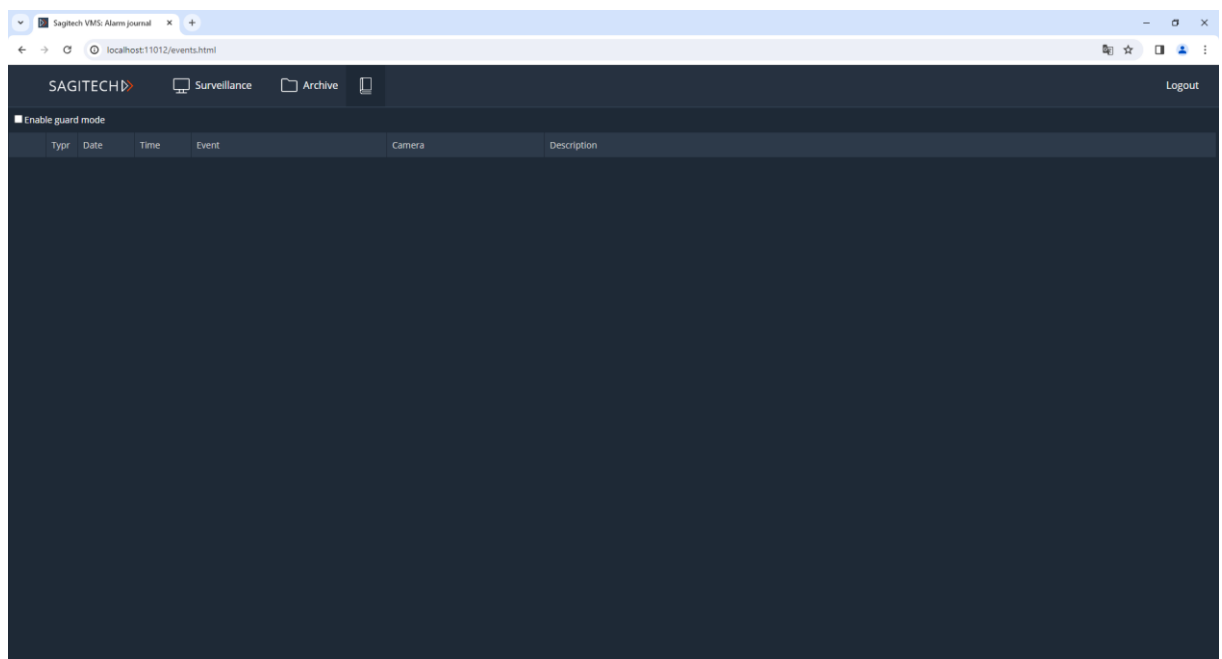 Sagitech VMS: Alarm journal
localhost:11012/events.html
SAGITECH Surveillance Archive Logout
Enable guard mode
Typr Date Time Event Camera Description